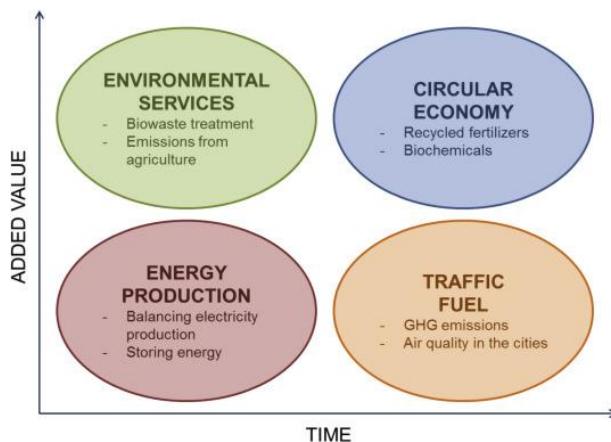 ADDED VALUE
ENVIRONMENTAL
SERVICES
- Biowaste treatment
- Emissions from
agriculture
CIRCULAR
ECONOMY
- Recycled fertilizers
- Biochemicals
ENERGY
PRODUCTION
- Balancing electricity
production
- Storing energy
TRAFFIC
FUEL
- GHG emissions
- Air quality in the cities
TIME